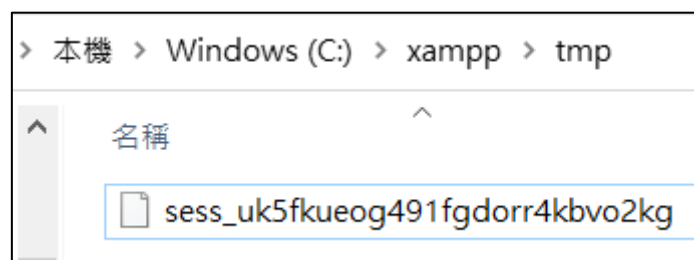 > 本機 > Windows (C:) > xampp > tmp
名稱
sess_uk5fkueog491fgdorr4kbvo2kg